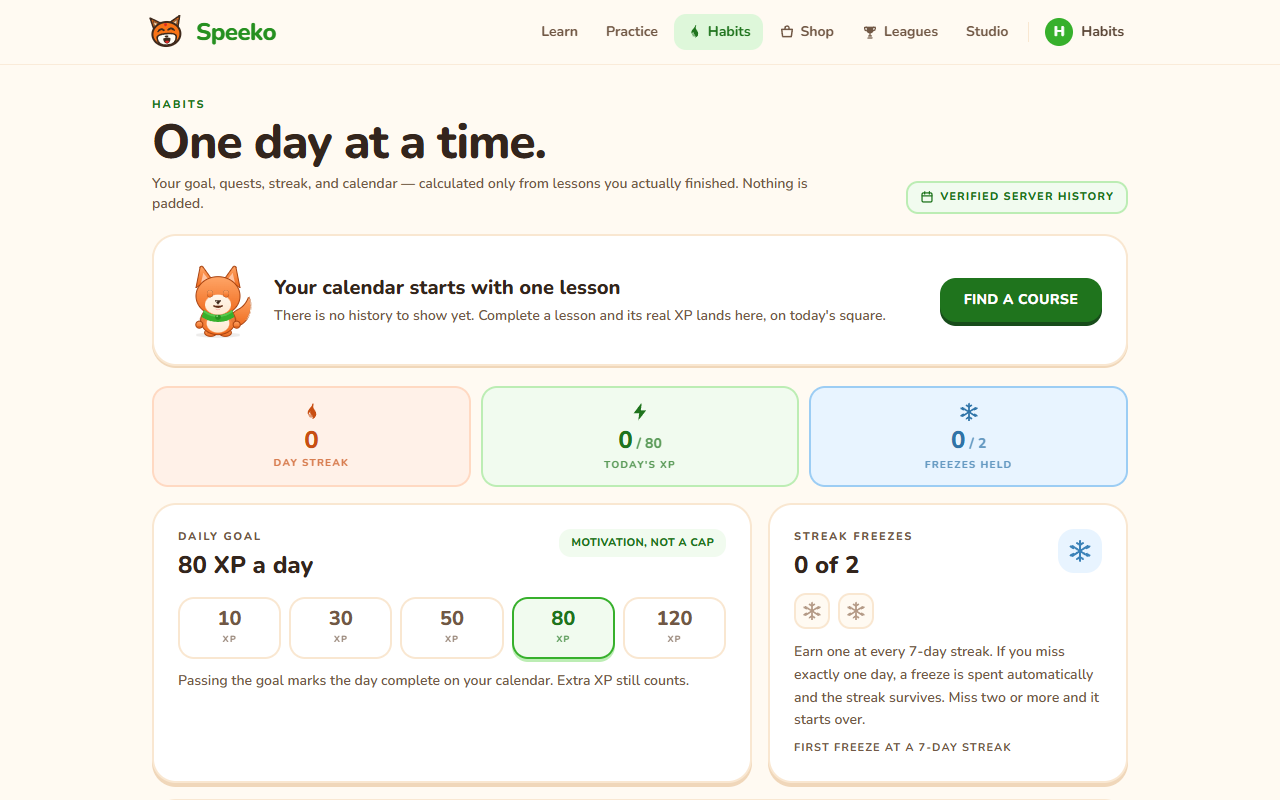 Speeko
Learn
Practice
Habits
Shop
Leagues
Studio
H
Habits
HABITS
One day at a time.
Your goal, quests, streak, and calendar — calculated only from lessons you actually finished. Nothing is
padded.
VERIFIED SERVER HISTORY
Your calendar starts with one lesson
There is no history to show yet. Complete a lesson and its real XP lands here, on today's square.
FIND A COURSE
0
DAY STREAK
0 / 80
TODAY'S XP
0 / 2
FREEZES HELD
DAILY GOAL
80 XP a day
MOTIVATION, NOT A CAP
10
XP
30
XP
50
XP
80
XP
120
XP
Passing the goal marks the day complete on your calendar. Extra XP still counts.
STREAK FREEZES
0 of 2
Earn one at every 7-day streak. If you miss
exactly one day, a freeze is spent automatically
and the streak survives. Miss two or more and it
starts over.
FIRST FREEZE AT A 7-DAY STREAK